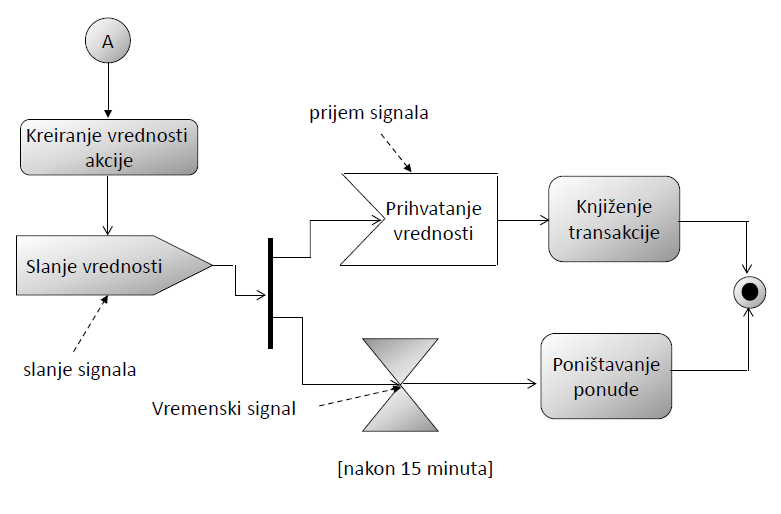 A
Kreiranje vrednosti
akcije
Slanje vrednosti
slanje signala
prijem signala
Prihvatanje
vrednosti
Knjiženje
transakcije
Vremenski signal
[nakon 15 minuta]
Poništavanje
ponude